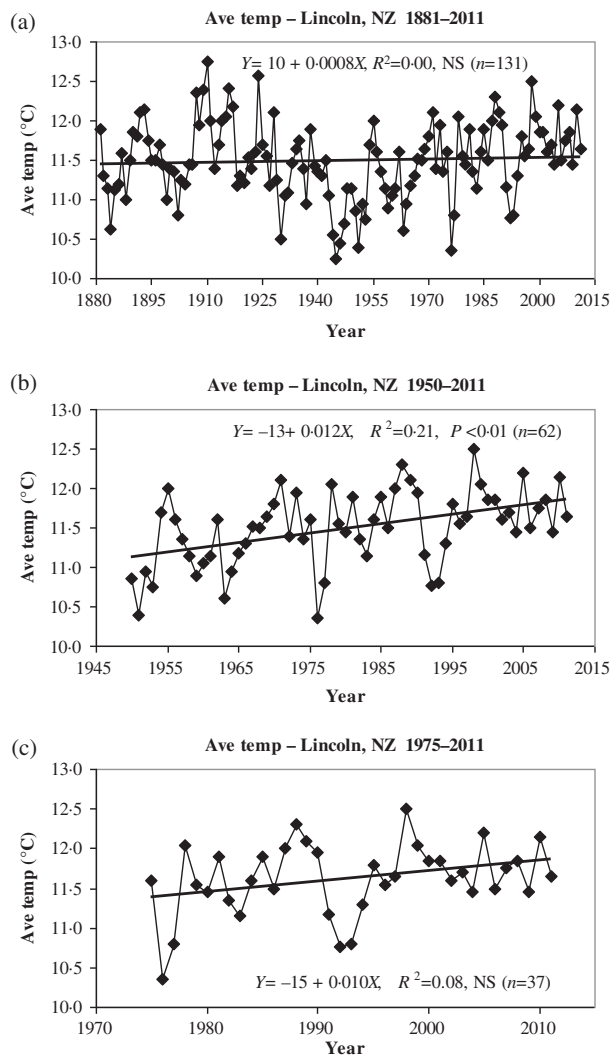 (a)
Ave temp – Lincoln, NZ 1881–2011
Y= 10 + 0·0008X, R²=0·00, NS (n=131)
Ave temp (°C)
13·0
12·5
12·0
11·5
11·0
10·5
10·0
1880 1895 1910 1925 1940 1955 1970 1985 2000 2015
Year
(b)
Ave temp – Lincoln, NZ 1950–2011
Y= –13+ 0·012X, R²=0·21, P <0·01 (n=62)
Ave temp (°C)
13·0
12·5
12·0
11·5
11·0
10·5
10·0
1945 1955 1965 1975 1985 1995 2005 2015
Year
(c)
Ave temp – Lincoln, NZ 1975–2011
Ave temp (°C)
13·0
12·5
12·0
11·5
11·0
10·5
10·0
Y= –15 + 0·010X, R²=0.08, NS (n=37)
1970 1980 1990 2000 2010
Year